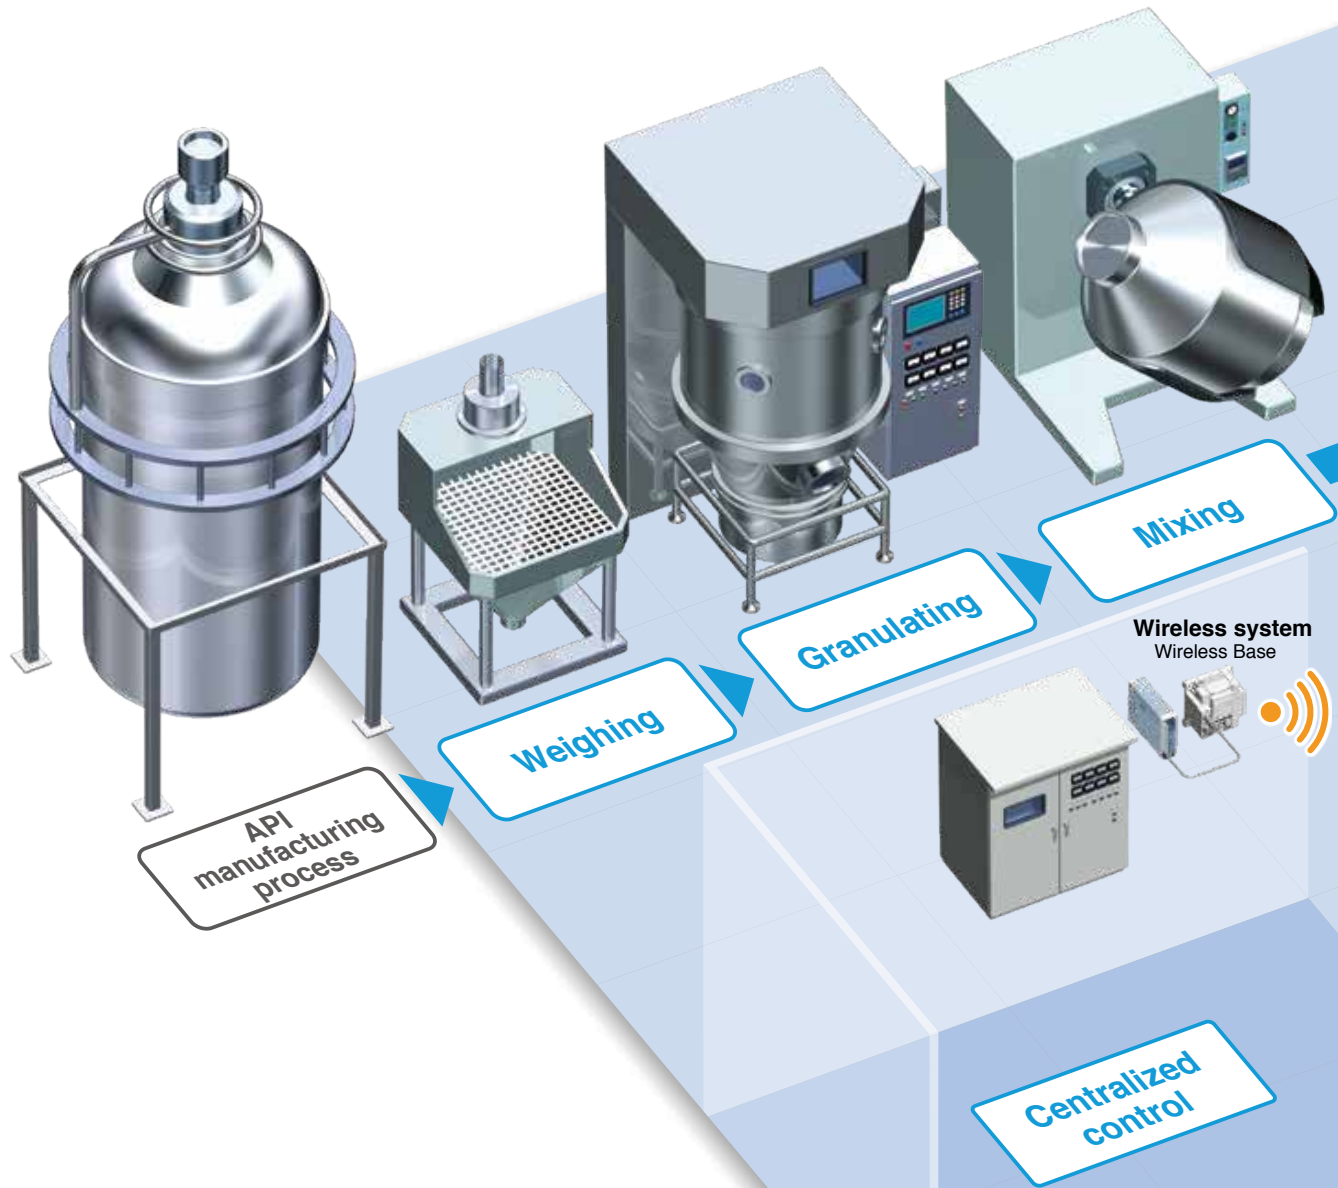 API
manufacturing
process
Weighing
Granulating
Mixing
Wireless system
Wireless Base
Centralized
control